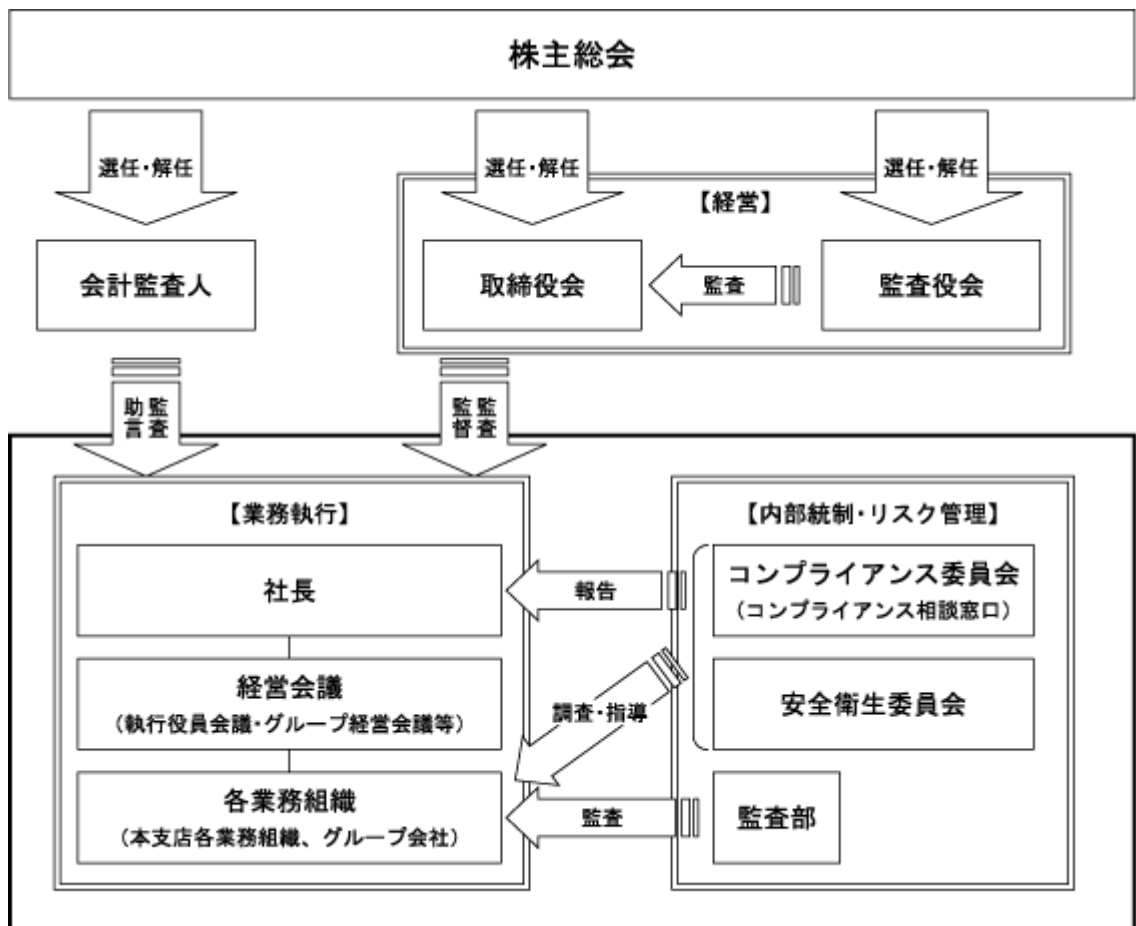 株主総会
選任・解任
選任・解任
選任・解任
【経営】
会計監査人
取締役会
監査
監査役会
監査
助言
監査
監督
【業務執行】
【内部統制・リスク管理】
社長
報告
コンプライアンス委員会
（コンプライアンス相談窓口）
経営会議
（執行役員会議・グループ経営会議等）
調査・指導
安全衛生委員会
各業務組織
（本支店各業務組織、グループ会社）
監査
監査部